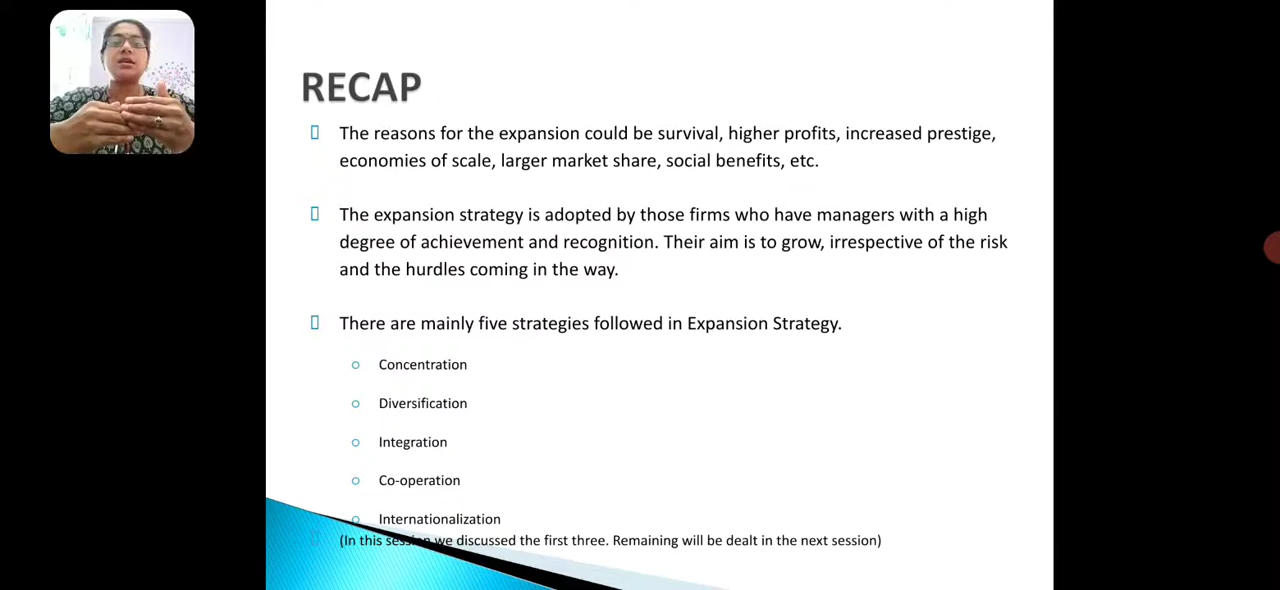 RECAP
The reasons for the expansion could be survival, higher profits, increased prestige,
economies of scale, larger market share, social benefits, etc.
The expansion strategy is adopted by those firms who have managers with a high
degree of achievement and recognition. Their aim is to grow, irrespective of the risk
and the hurdles coming in the way.
There are mainly five strategies followed in Expansion Strategy.
Concentration
Diversification
Integration
Co-operation
Internationalization
(In this session we discussed the first three. Remaining will be dealt in the next session)